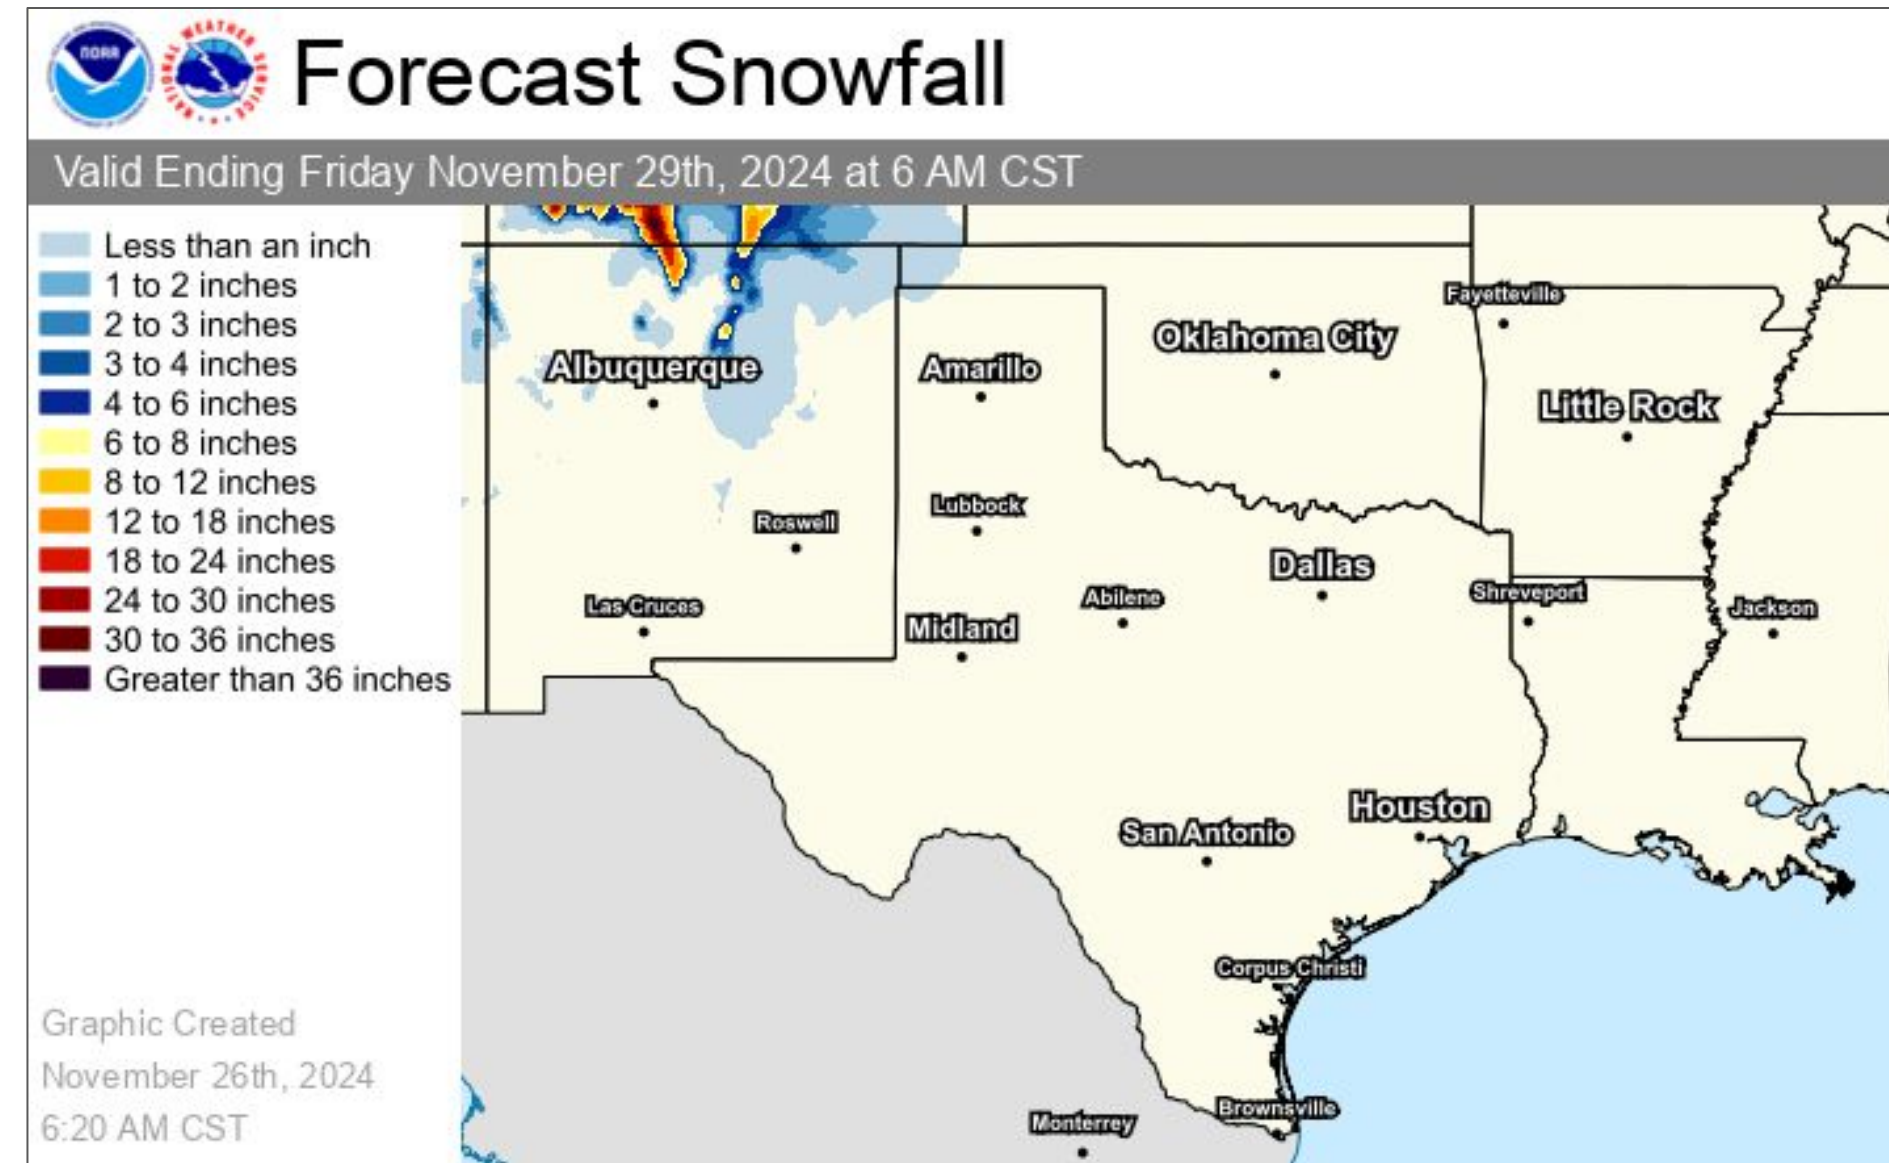 noaa
NATIONAL WEATHER SERVICE
Forecast Snowfall
Valid Ending Friday November 29th, 2024 at 6 AM CST
Less than an inch
1 to 2 inches
2 to 3 inches
3 to 4 inches
4 to 6 inches
6 to 8 inches
8 to 12 inches
12 to 18 inches
18 to 24 inches
24 to 30 inches
30 to 36 inches
Greater than 36 inches
Fayetteville
Oklahoma City
Albuquerque
Amarillo
Little Rock
Lubbock
Roswell
Dallas
Shreveport
Abilene
Las Cruces
Jackson
Midland
Houston
San Antonio
Corpus Christi
Brownsville
Monterrey
Graphic Created
November 26th, 2024
6:20 AM CST